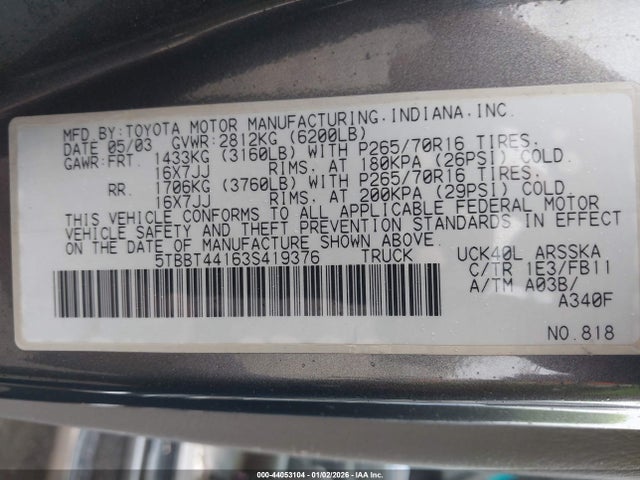 MFD.BY:TOYOTA MOTOR MANUFACTURING,INDIANA,INC.
DATE 05/03 GVWR:2812KG (6200LB)
GAWR:FRT. 1433KG (3160LB) WITH P265/70R16 TIRES,
16X7JJ RIMS, AT 180KPA (26PSI) COLD.
RR. 1706KG (3760LB) WITH P265/70R16 TIRES,
16X7JJ RIMS, AT 200KPA (29PSI) COLD.
THIS VEHICLE CONFORMS TO ALL APPLICABLE FEDERAL MOTOR
VEHICLE SAFETY AND THEFT PREVENTION STANDARDS IN EFFECT
ON THE DATE OF MANUFACTURE SHOWN ABOVE.
5TBBT44163S419376 TRUCK UCK40L ARSSKA
C/TR 1E3/FB11
A/TM A03B/
A340F
NO.818
000-44053104 - 01/02/2026 - © IAA Inc.